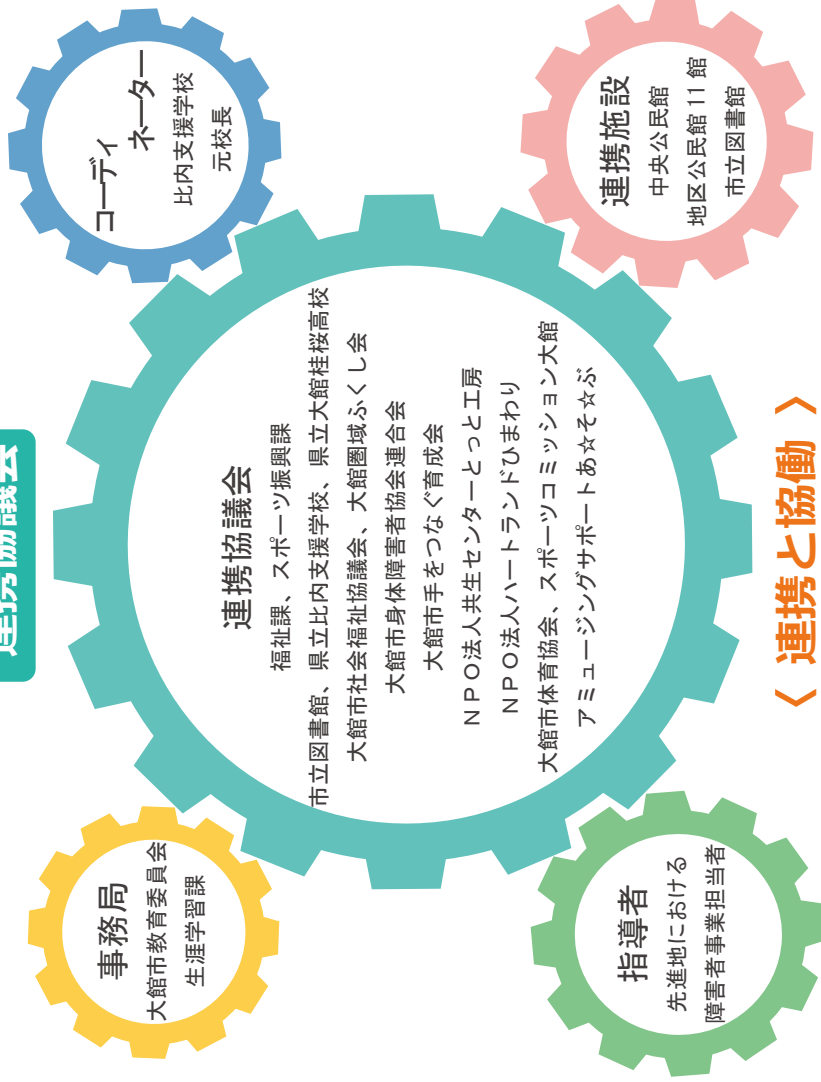 連携協議会
事務局
大館市教育委員会
生涯学習課
コーディ
ネーター
比内支援学校
元校長
連携協議会
福祉課、スポーツ振興課
市立図書館、県立比内支援学校、県立大館桂桜高校
大館市社会福祉協議会、大館圏域ふくし会
大館市身体障害者協会連合会
大館市手をつなぐ育成会
ＮＰＯ法人共生センターとっと工房
ＮＰＯ法人ハートランドひまわり
大館市体育協会、スポーツコミッション大館
アミュージングサポートあ☆そ☆ぶ
指導者
先進地における
障害者事業担当者
連携施設
中央公民館
地区公民館 11 館
市立図書館
〈 連携と協働 〉